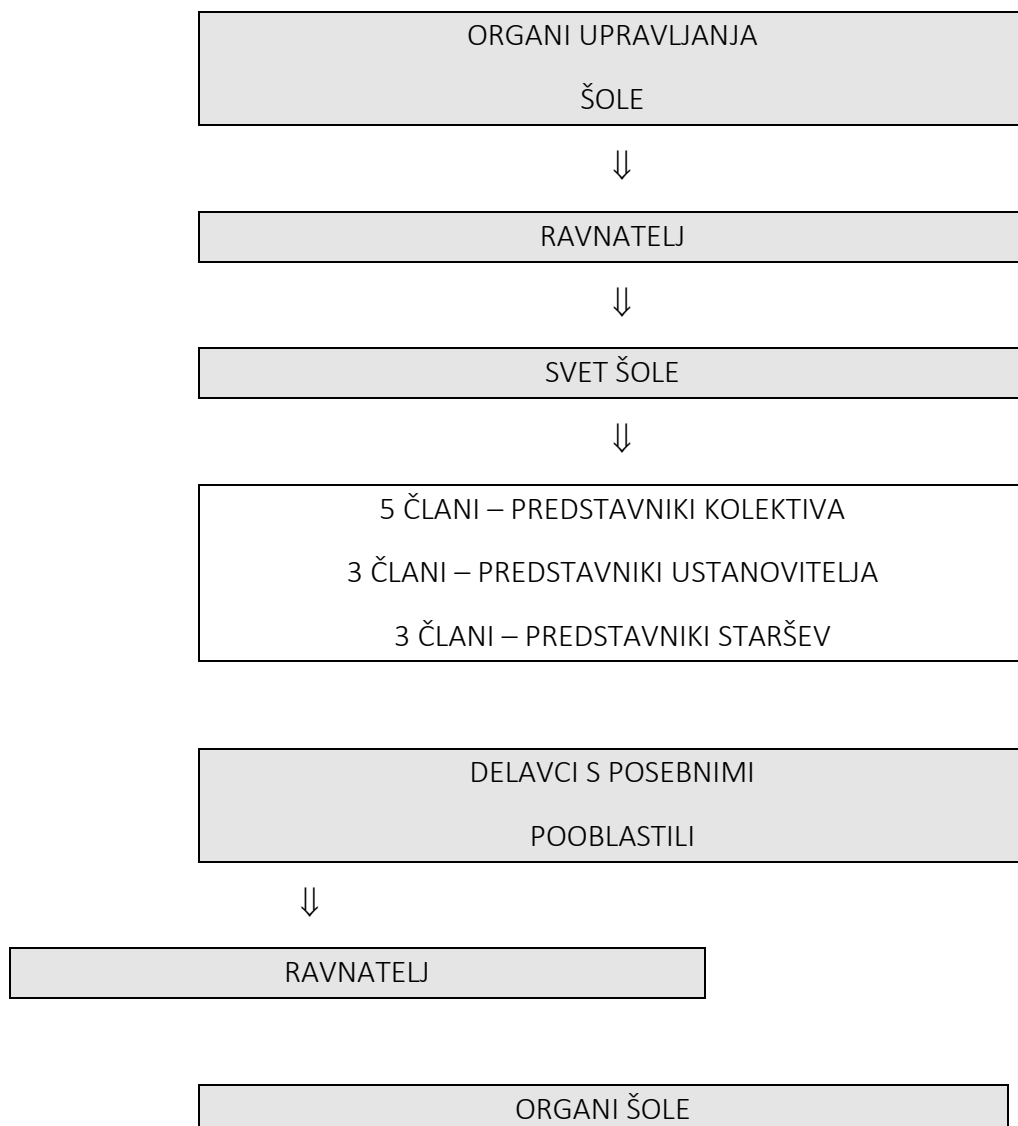 ORGANI UPRAVLJANJA
ŠOLE
⇓
RAVNATELJ
⇓
SVET ŠOLE
⇓
5 ČLANI – PREDSTAVNIKI KOLEKTIVA
3 ČLANI – PREDSTAVNIKI USTANOVITELJA
3 ČLANI – PREDSTAVNIKI STARŠEV
DELAVCI S POSEBNIMI
POOBLASTILI
⇓
RAVNATELJ
ORGANI ŠOLE